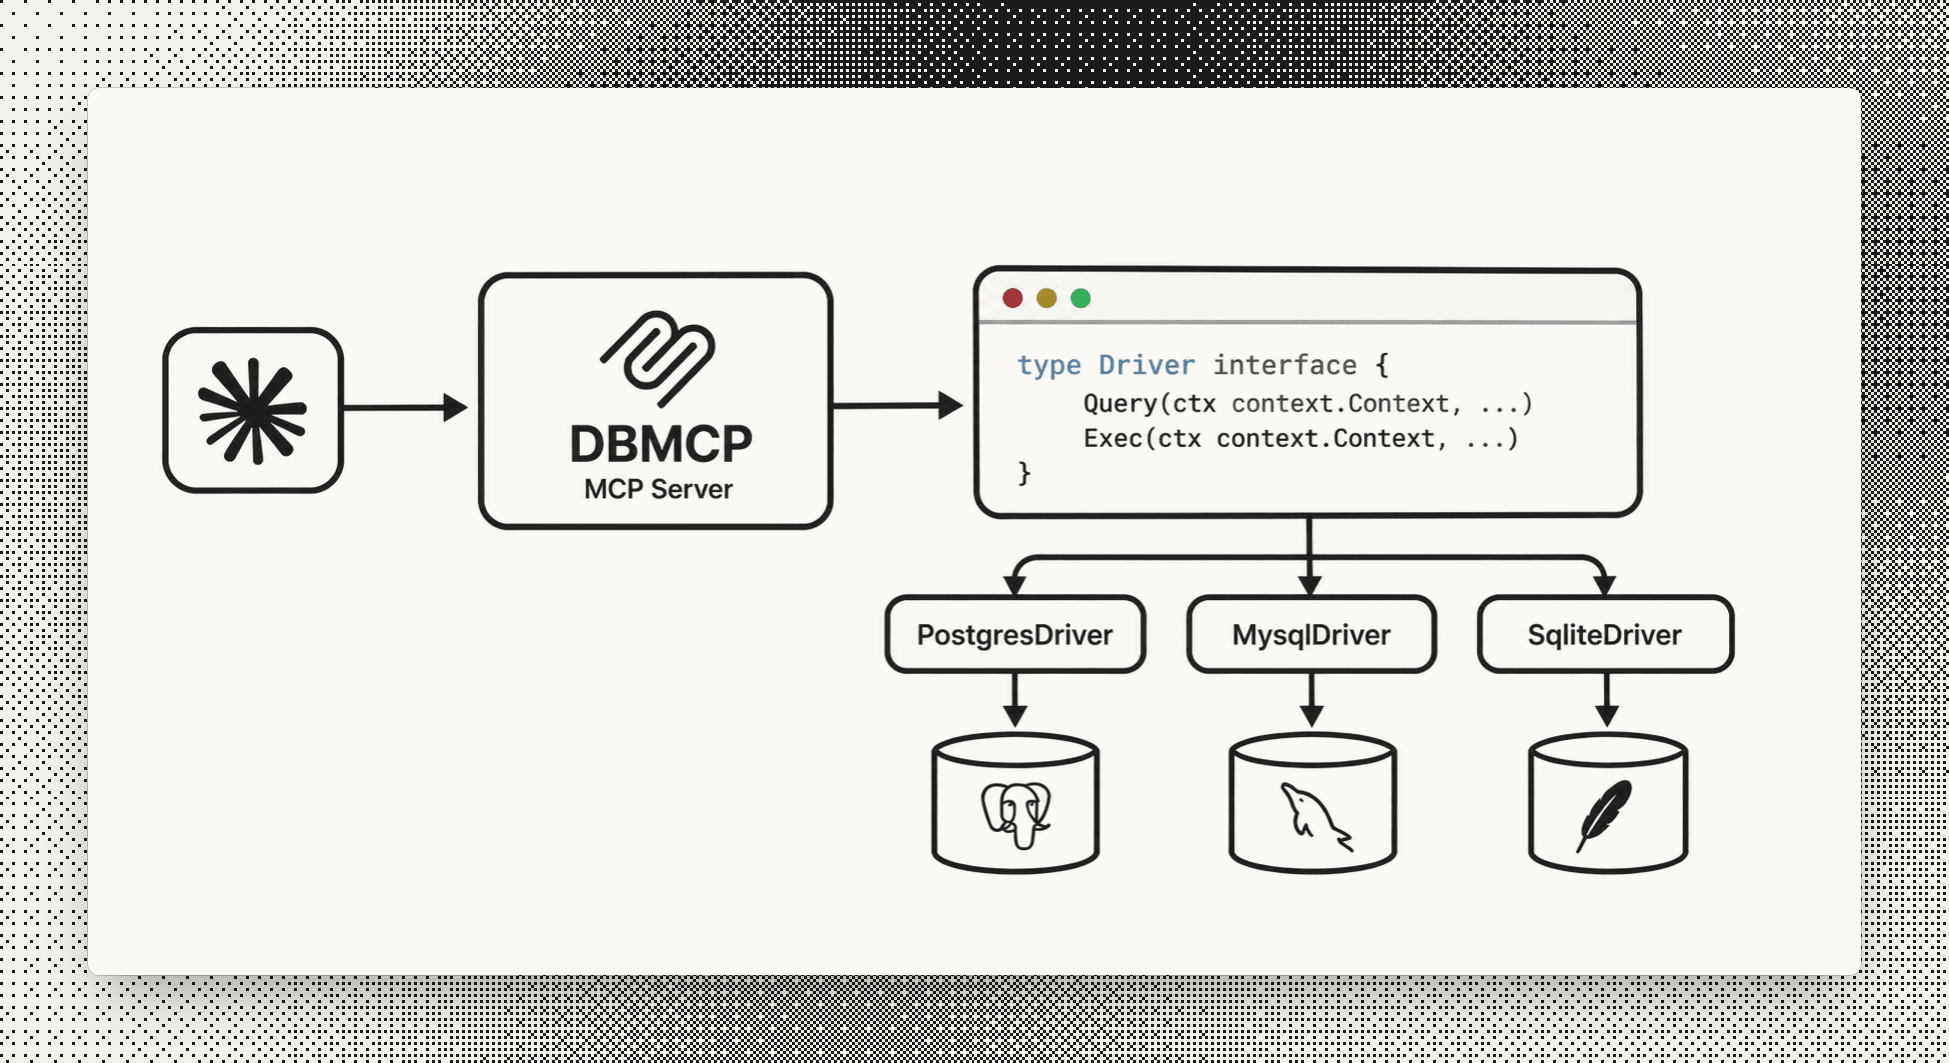 DBMCP
MCP Server
type Driver interface {
Query(ctx context.Context, ...)
Exec(ctx context.Context, ...)
}
PostgresDriver
MysqlDriver
SqliteDriver